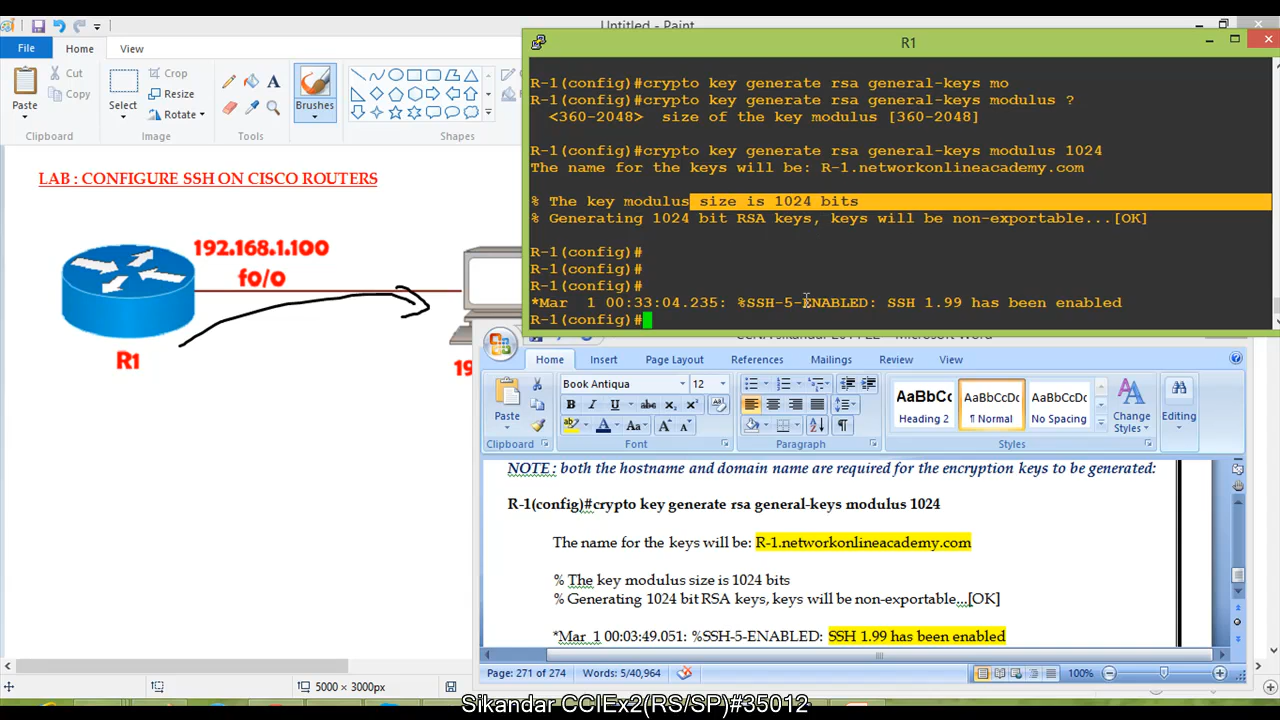 Untitled - Paint
File
Home
View
Paste
Cut
Copy
Clipboard
Select
Crop
Resize
Rotate
Image
A
Tools
Brushes
Shapes
LAB : CONFIGURE SSH ON CISCO ROUTERS
192.168.1.100
f0/0
R1
19
5000 × 3000px
R1
R-1(config)#crypto key generate rsa general-keys mo
R-1(config)#crypto key generate rsa general-keys modulus ?
<360-2048>  size of the key modulus [360-2048]
R-1(config)#crypto key generate rsa general-keys modulus 1024
The name for the keys will be: R-1.networkonlineacademy.com
% The key modulus size is 1024 bits
% Generating 1024 bit RSA keys, keys will be non-exportable...[OK]
R-1(config)#
R-1(config)#
R-1(config)#
*Mar  1 00:33:04.235: %SSH-5-ENABLED: SSH 1.99 has been enabled
R-1(config)#
Home
Insert
Page Layout
References
Mailings
Review
View
Paste
Clipboard
Book Antiqua
12
B I U abc x₂ x² Aa
ab A Aa A A
Font
Paragraph
AaBbCc
Heading 2
AaBbCcDc
¶ Normal
AaBbCcDc
No Spacing
Change
Styles
Styles
Editing
NOTE : both the hostname and domain name are required for the encryption keys to be generated:
R-1(config)#crypto key generate rsa general-keys modulus 1024
The name for the keys will be: R-1.networkonlineacademy.com
% The key modulus size is 1024 bits
% Generating 1024 bit RSA keys, keys will be non-exportable...[OK]
*Mar  1 00:03:49.051: %SSH-5-ENABLED: SSH 1.99 has been enabled
Page: 271 of 274
Words: 5/40,964
100%
Sikandar CCIEx2(RS/SP)#35012